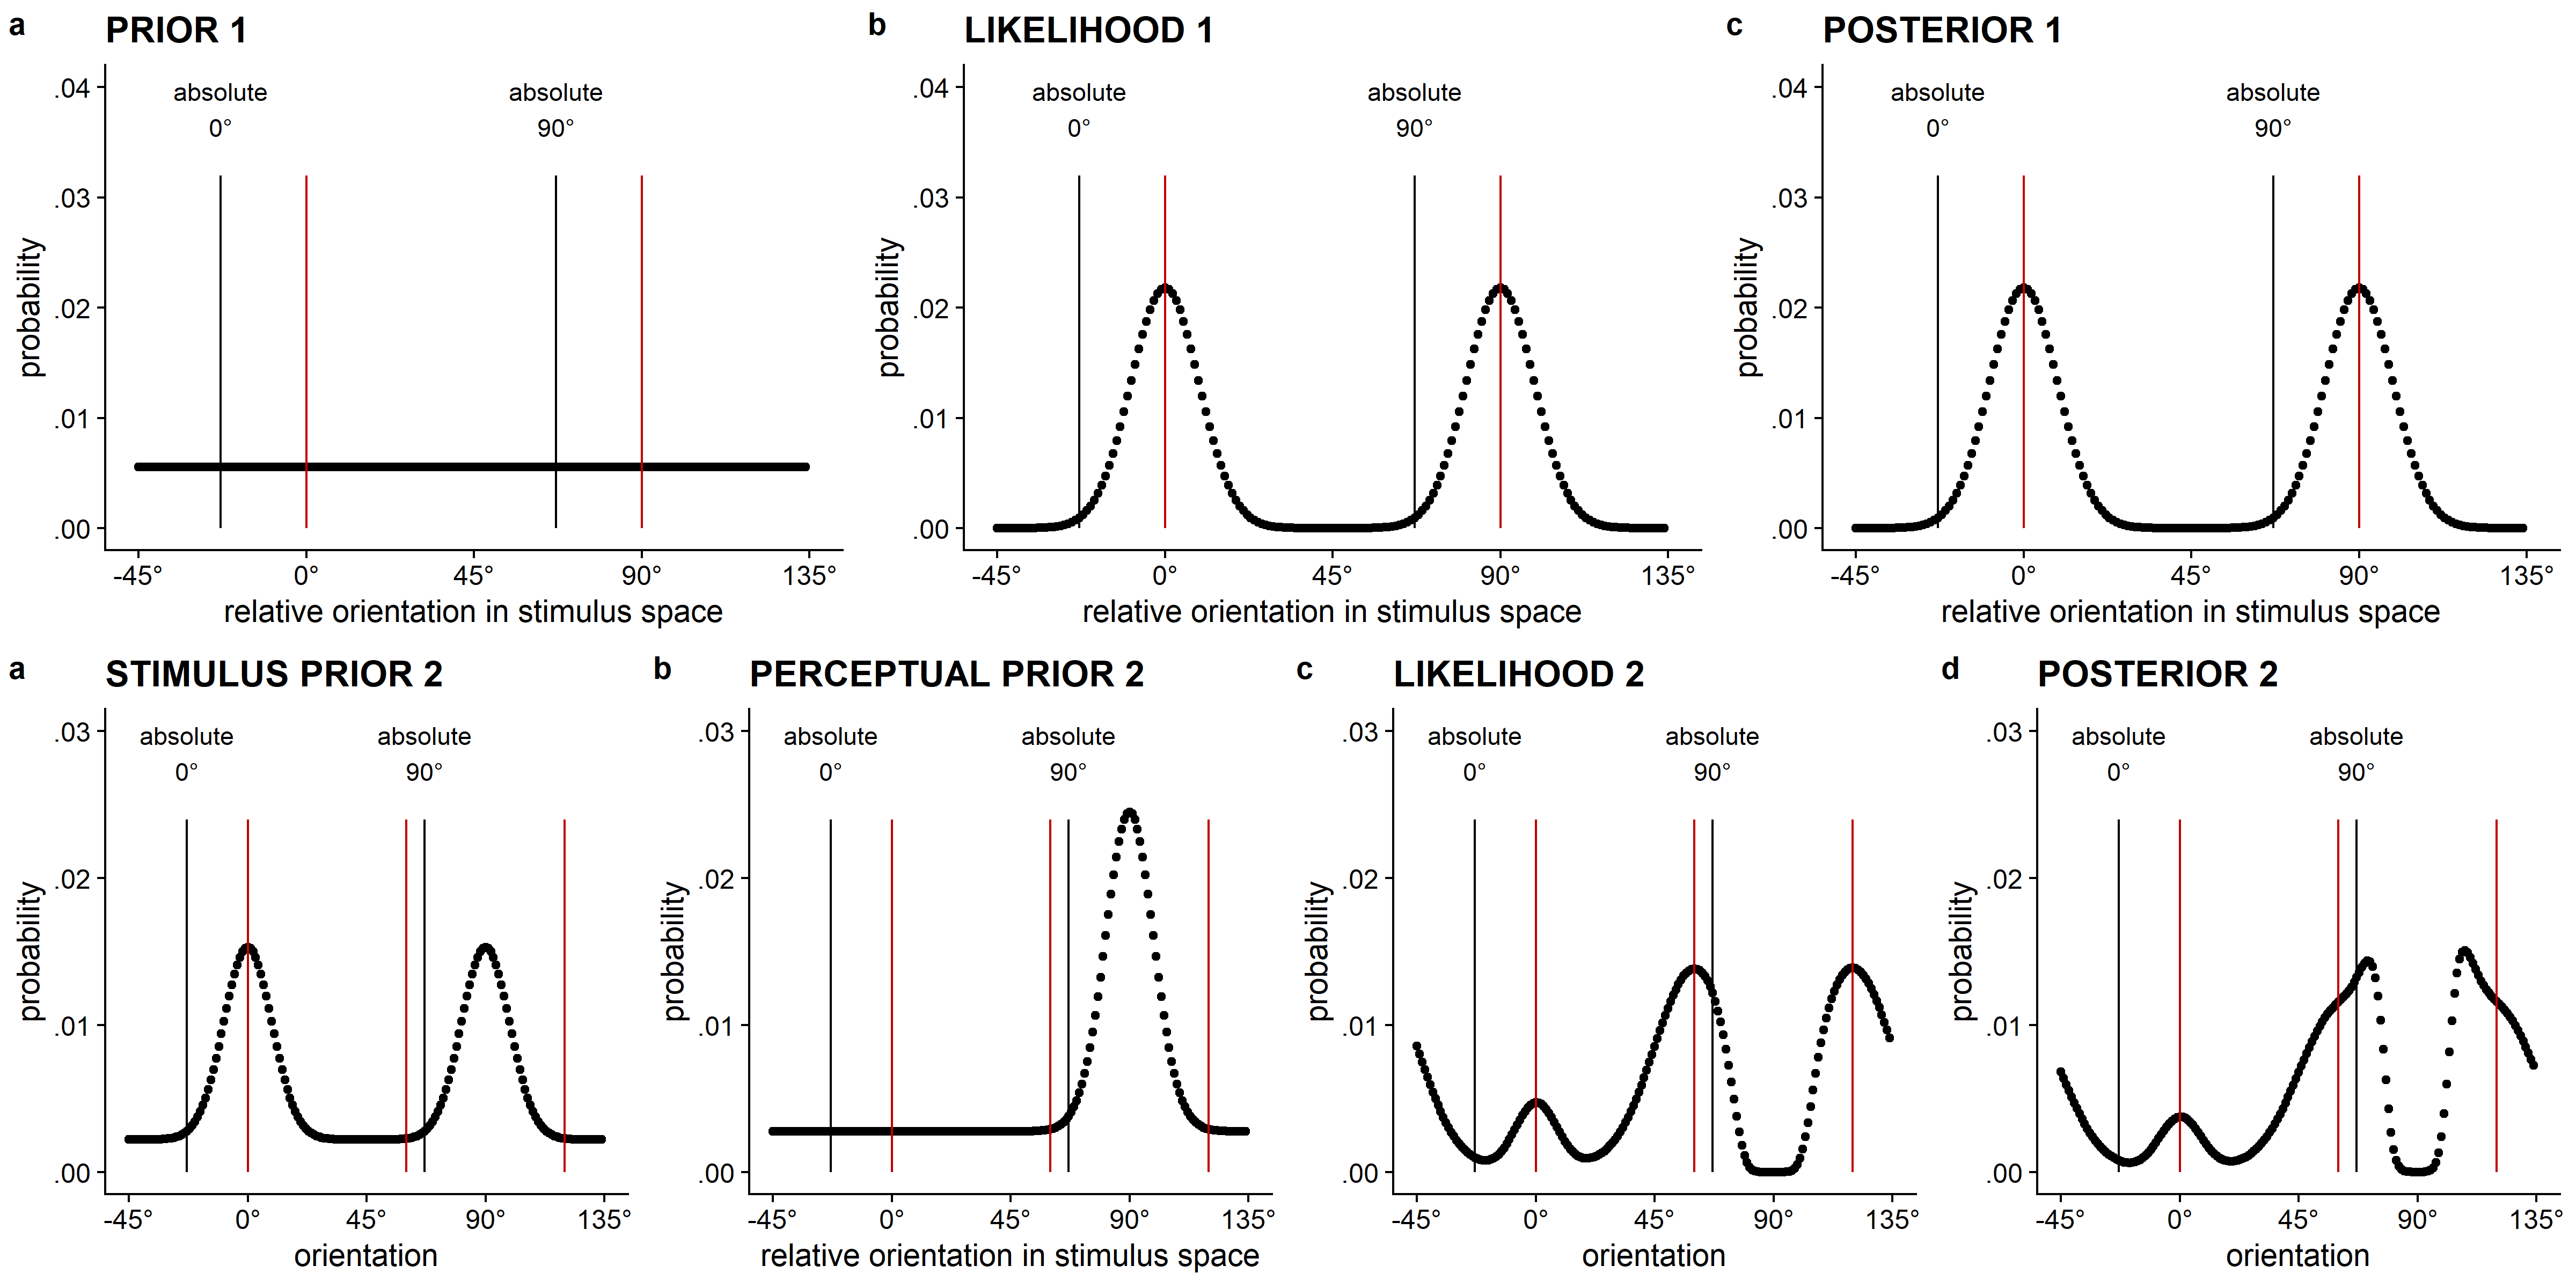 a PRIOR 1
.04
.03
.02
.01
.00
absolute 0°
absolute 90°
probability
-45° 0° 45° 90° 135°
relative orientation in stimulus space
b LIKELIHOOD 1
.04
.03
.02
.01
.00
absolute 0°
absolute 90°
probability
-45° 0° 45° 90° 135°
relative orientation in stimulus space
c POSTERIOR 1
.04
.03
.02
.01
.00
absolute 0°
absolute 90°
probability
-45° 0° 45° 90° 135°
relative orientation in stimulus space
a STIMULUS PRIOR 2
.03
.02
.01
.00
absolute 0°
absolute 90°
probability
-45° 0° 45° 90° 135°
orientation
b PERCEPTUAL PRIOR 2
.03
.02
.01
.00
absolute 0°
absolute 90°
probability
-45° 0° 45° 90° 135°
relative orientation in stimulus space
c LIKELIHOOD 2
.03
.02
.01
.00
absolute 0°
absolute 90°
probability
-45° 0° 45° 90° 135°
orientation
d POSTERIOR 2
.03
.02
.01
.00
absolute 0°
absolute 90°
probability
-45° 0° 45° 90° 135°
orientation